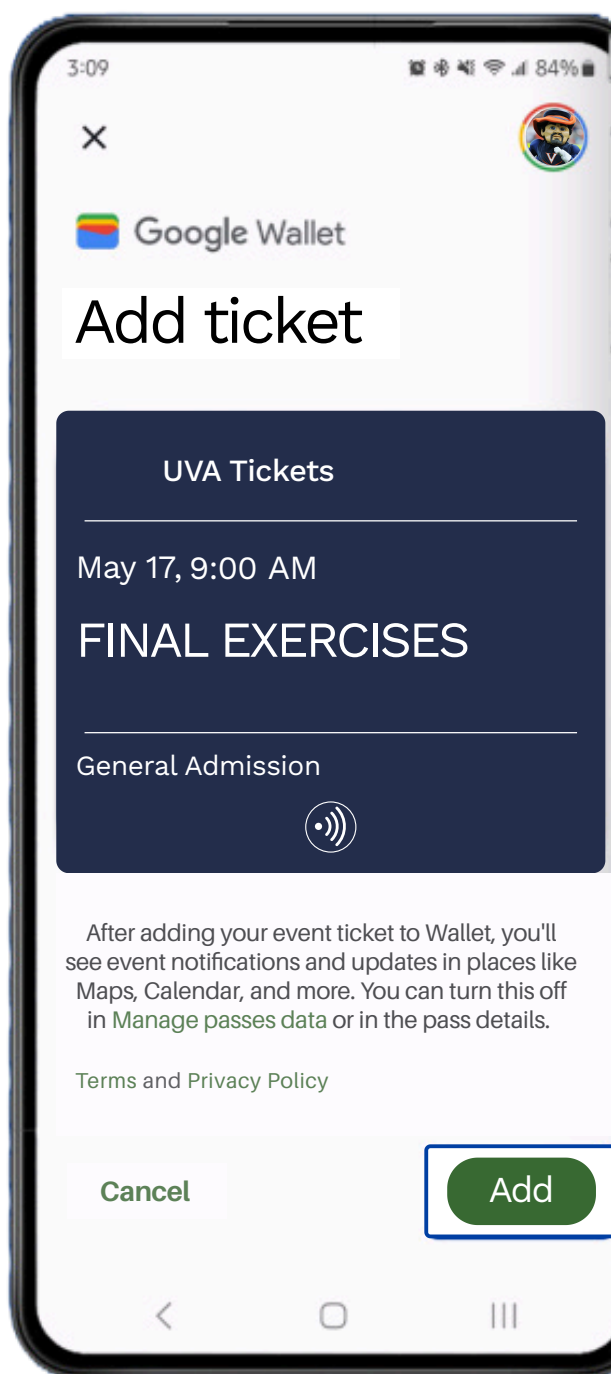 3:09 84%
Google Wallet
Add ticket
UVA Tickets
May 17, 9:00 AM
FINAL EXERCISES
General Admission
After adding your event ticket to Wallet, you'll
see event notifications and updates in places like
Maps, Calendar, and more. You can turn this off
in Manage passes data or in the pass details.
Terms and Privacy Policy
Cancel Add